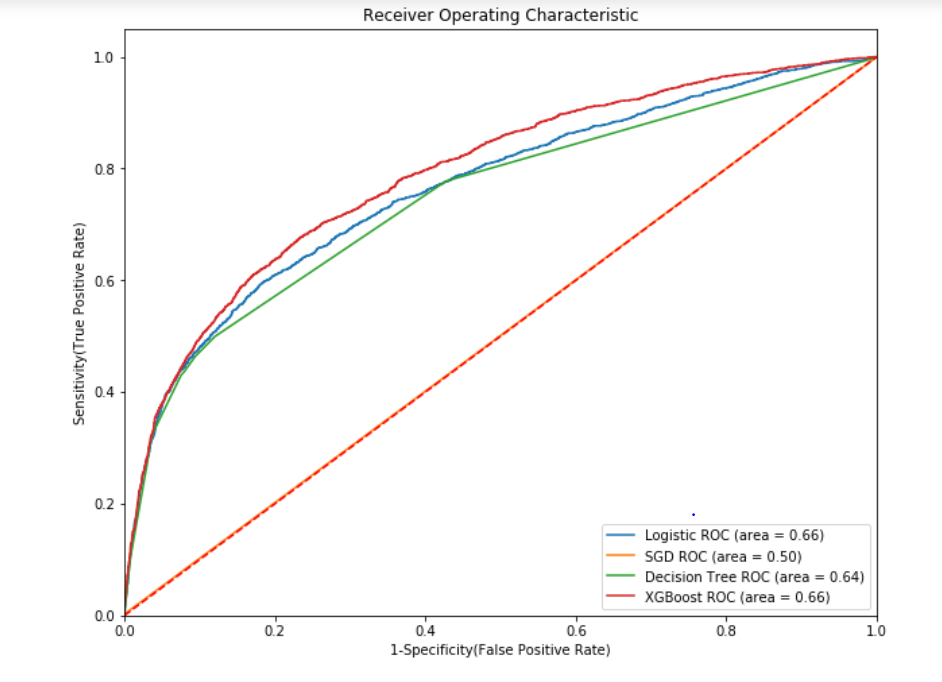 Receiver Operating Characteristic
1.0
0.8
0.6
0.4
0.2
0.0
Sensitivity(True Positive Rate)
Logistic ROC (area = 0.66)
SGD ROC (area = 0.50)
Decision Tree ROC (area = 0.64)
XGBoost ROC (area = 0.66)
0.0 0.2 0.4 0.6 0.8 1.0
1-Specificity(False Positive Rate)